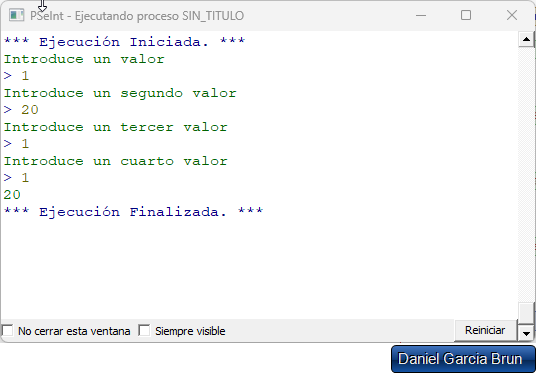 PSeInt - Ejecutando proceso SIN_TITULO
*** Ejecución Iniciada. ***
Introduce un valor
> 1
Introduce un segundo valor
> 20
Introduce un tercer valor
> 1
Introduce un cuarto valor
> 1
20
*** Ejecución Finalizada. ***
No cerrar esta ventana Siempre visible Reiniciar
Daniel Garcia Brun